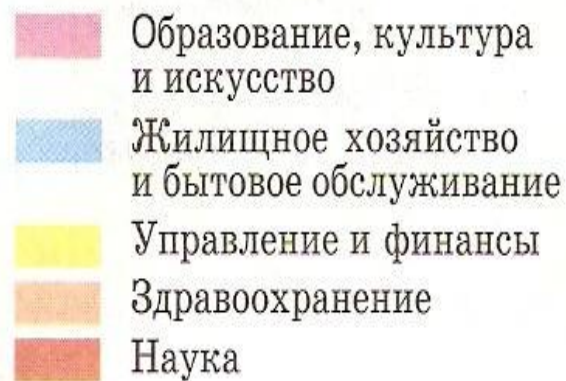 Образование, культура
и искусство
Жилищное хозяйство
и бытовое обслуживание
Управление и финансы
Здравоохранение
Наука